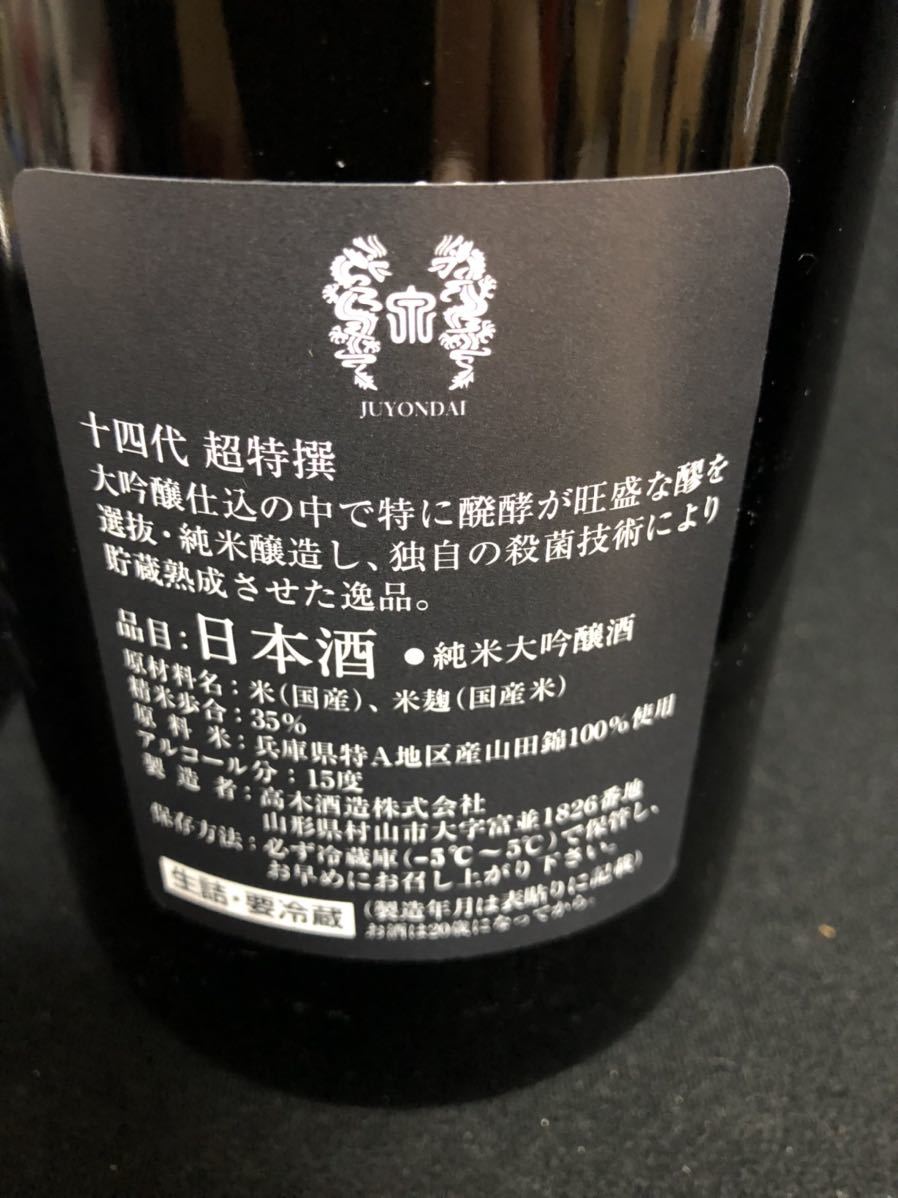 JUYONDAI
十四代 超特撰
大吟醸仕込の中で特に醗酵が旺盛な醪を
選抜・純米醸造し、独自の殺菌技術により
貯蔵熟成させた逸品。
品目：日本酒 ●純米大吟醸酒
原材料名：米（国産）、米麹（国産米）
精米歩合：35%
原料米：兵庫県特A地区産山田錦100%使用
アルコール分：15度
製造者：高木酒造株式会社
山形県村山市大字富並1826番地
保存方法：必ず冷蔵庫(-5℃～5℃)で保管し、
お早めにお召し上がり下さい。
生詰・要冷蔵
（製造年月は表貼りに記載）
お酒は20歳になってから。